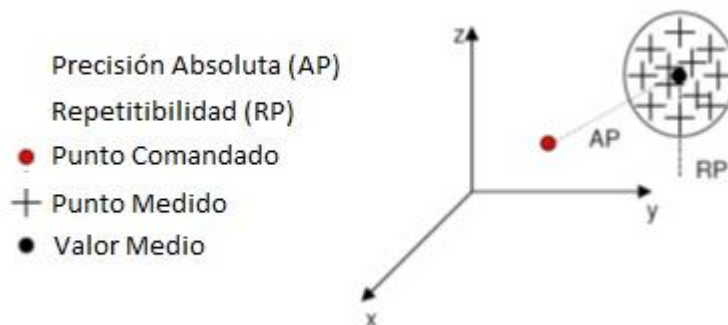 Precisión Absoluta (AP)
Repetitibilidad (RP)
Punto Comandado
Punto Medido
Valor Medio
z
AP
RP
y
x